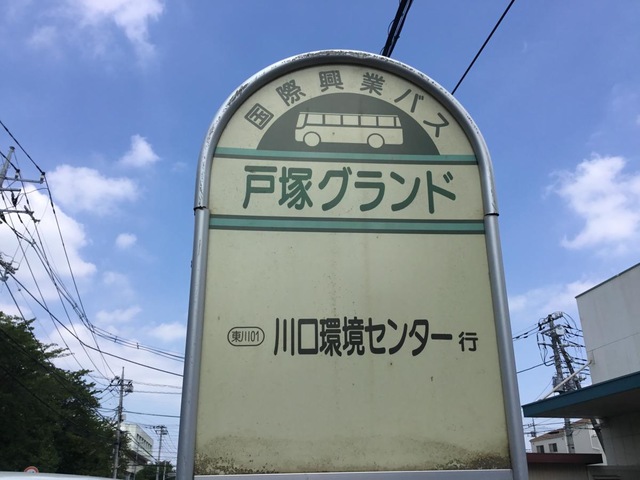 国際興業バス
戸塚グランド
東川01 川口環境センター行